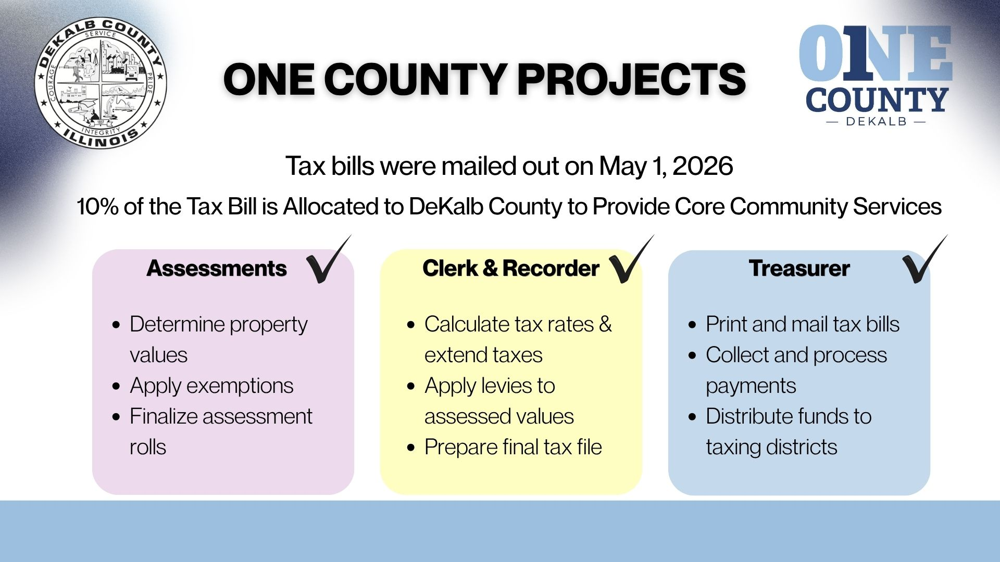 DEKALB COUNTY
SERVICE
COURAGE
PRIDE
1837
INTEGRITY
ILLINOIS
ONE COUNTY PROJECTS
ONE
COUNTY
— DEKALB —
Tax bills were mailed out on May 1, 2026
10% of the Tax Bill is Allocated to DeKalb County to Provide Core Community Services
Assessments
• Determine property
values
• Apply exemptions
• Finalize assessment
rolls
Clerk & Recorder
• Calculate tax rates &
extend taxes
• Apply levies to
assessed values
• Prepare final tax file
Treasurer
• Print and mail tax bills
• Collect and process
payments
• Distribute funds to
taxing districts